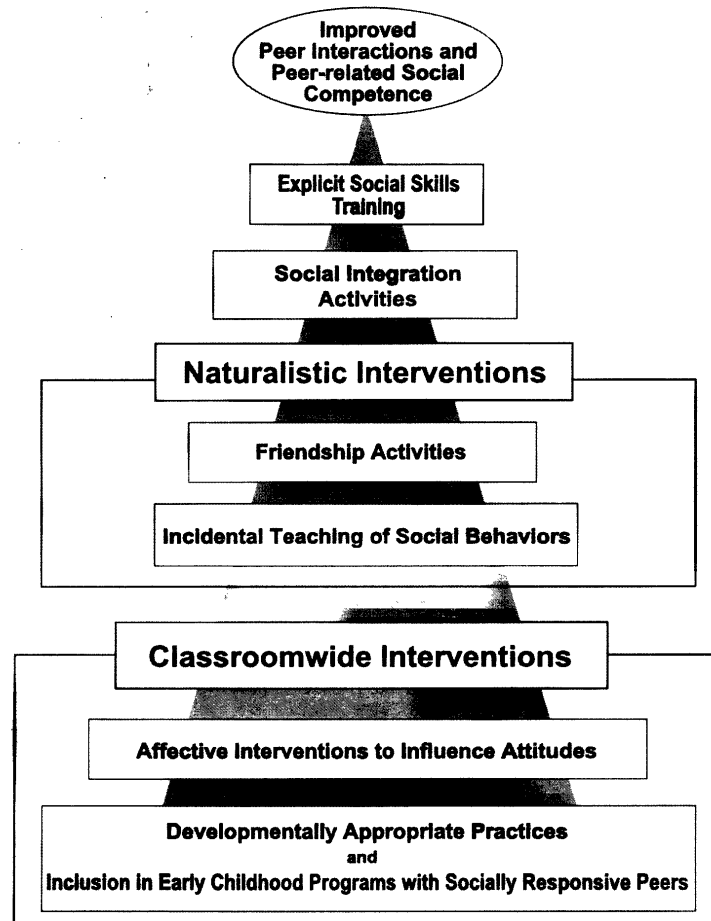 Improved
Peer Interactions and
Peer-related Social
Competence
Explicit Social Skills
Training
Social Integration
Activities
Naturalistic Interventions
Friendship Activities
Incidental Teaching of Social Behaviors
Classroomwide Interventions
Affective Interventions to Influence Attitudes
Developmentally Appropriate Practices
and
Inclusion in Early Childhood Programs with Socially Responsive Peers